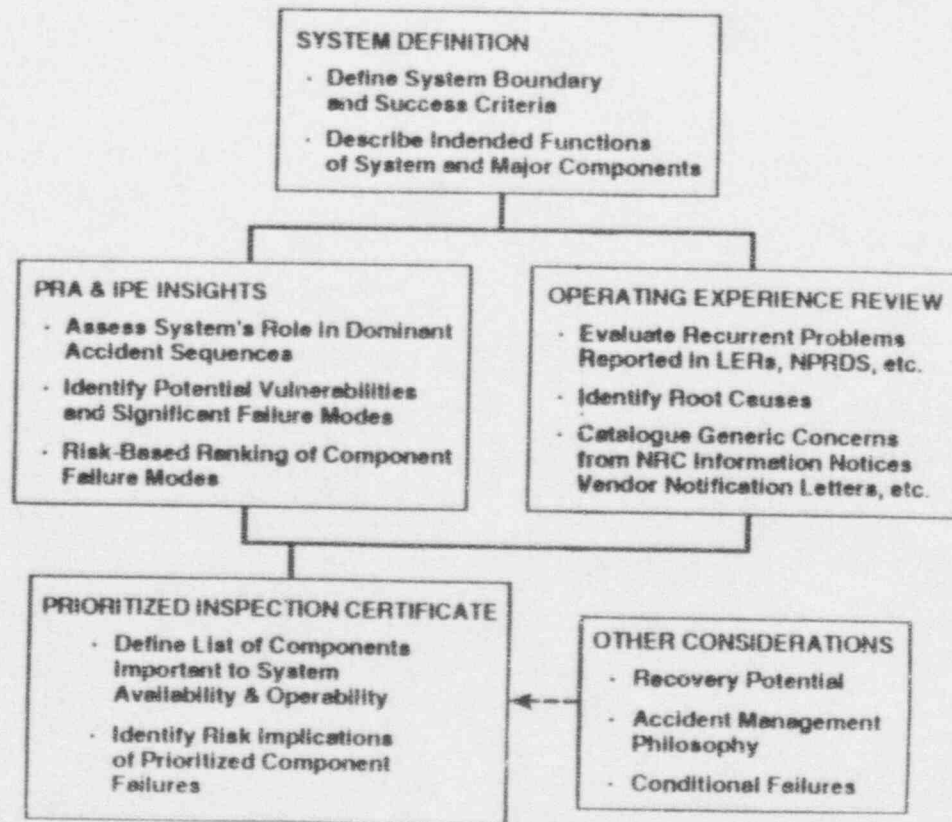 SYSTEM DEFINITION
· Define System Boundary
and Success Criteria
· Describe Indended Functions
of System and Major Components
PRA & IPE INSIGHTS
· Assess System's Role in Dominant
Accident Sequences
· Identify Potential Vulnerabilities
and Significant Failure Modes
· Risk-Based Ranking of Component
Failure Modes
OPERATING EXPERIENCE REVIEW
· Evaluate Recurrent Problems
Reported in LERs, NPRDS, etc.
· Identify Root Causes
· Catalogue Generic Concerns
from NRC Information Notices
Vendor Notification Letters, etc.
PRIORITIZED INSPECTION CERTIFICATE
· Define List of Components
Important to System
Availability & Operability
· Identify Risk Implications
of Prioritized Component
Failures
OTHER CONSIDERATIONS
· Recovery Potential
· Accident Management
Philosophy
· Conditional Failures